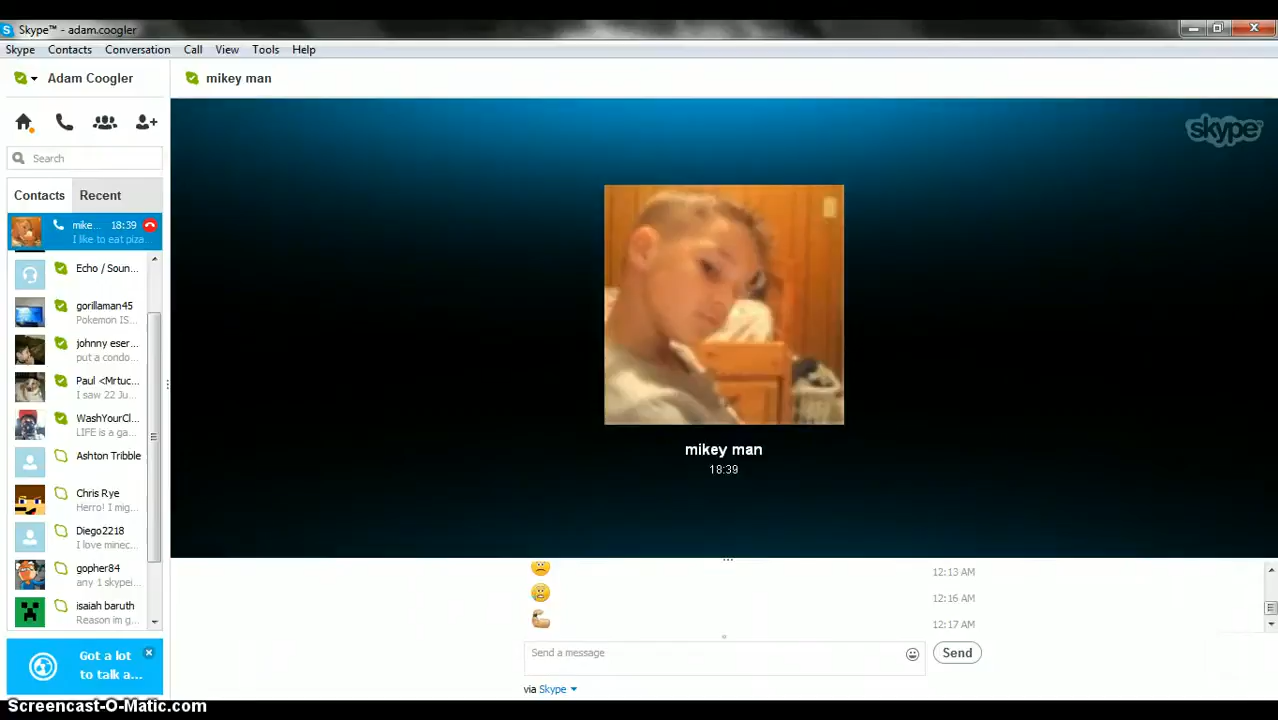 Skype™ - adam.coogler
Skype Contacts Conversation Call View Tools Help
Adam Coogler
mikey man
skype
Search
Contacts Recent
mike... 18:39
I like to eat piza...
Echo / Soun...
gorillaman45
Pokemon IS...
johnny eser...
put a condo...
Paul <Mrtuc...
I saw 22 Ju...
WashYourCl...
LIFE is a ga...
Ashton Tribble
Chris Rye
Herro! I mig...
Diego2218
I love minec...
gopher84
any 1 skypei...
isaiah baruth
Reason im g...
Got a lot
to talk a...
mikey man
18:39
12:13 AM
12:16 AM
12:17 AM
Send a message
Send
via Skype
Screencast-O-Matic.com